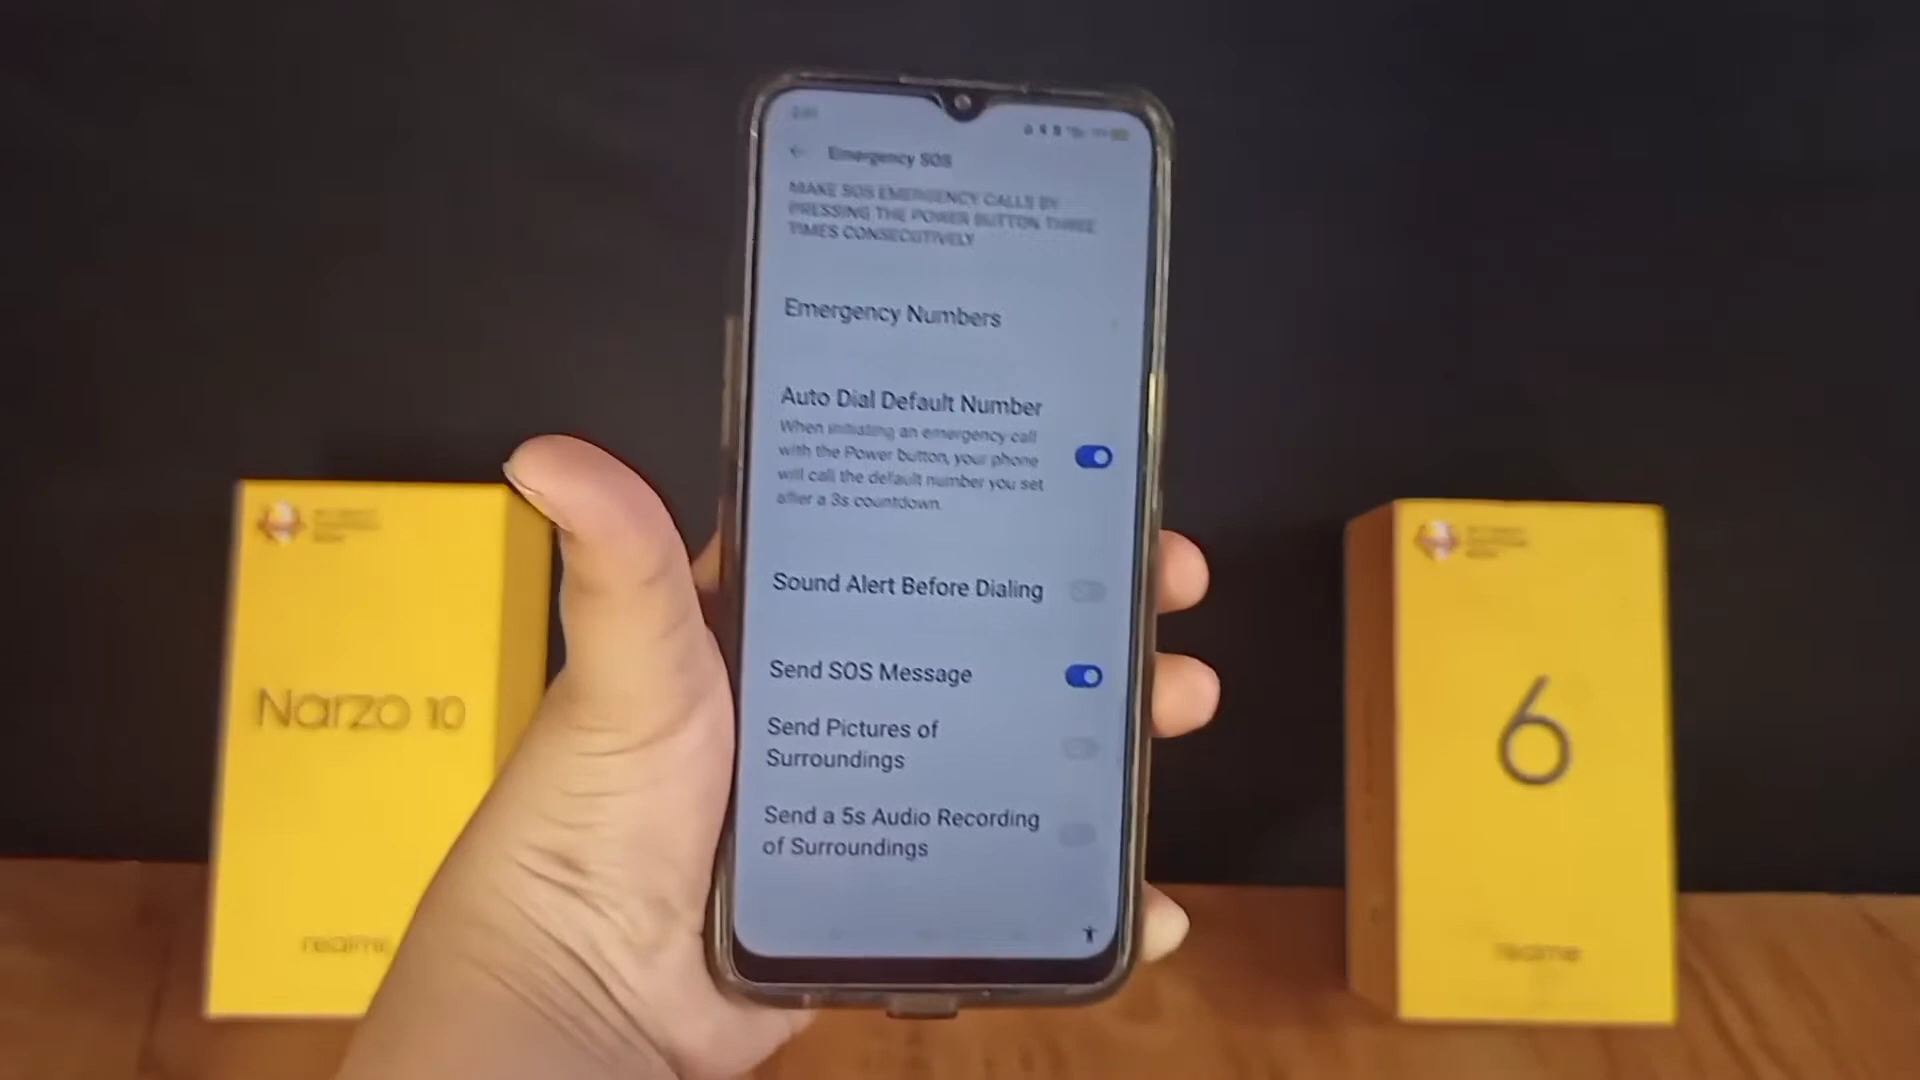 Emergency SOS
MAKE SOS EMERGENCY CALLS BY
PRESSING THE POWER BUTTON THREE
TIMES CONSECUTIVELY
Emergency Numbers
Auto Dial Default Number
When initiating an emergency call
with the Power button, your phone
will call the default number you set
after a 3s countdown.
Sound Alert Before Dialing
Send SOS Message
Send Pictures of
Surroundings
Send a 5s Audio Recording
of Surroundings
Narzo 10
realme
6
realme